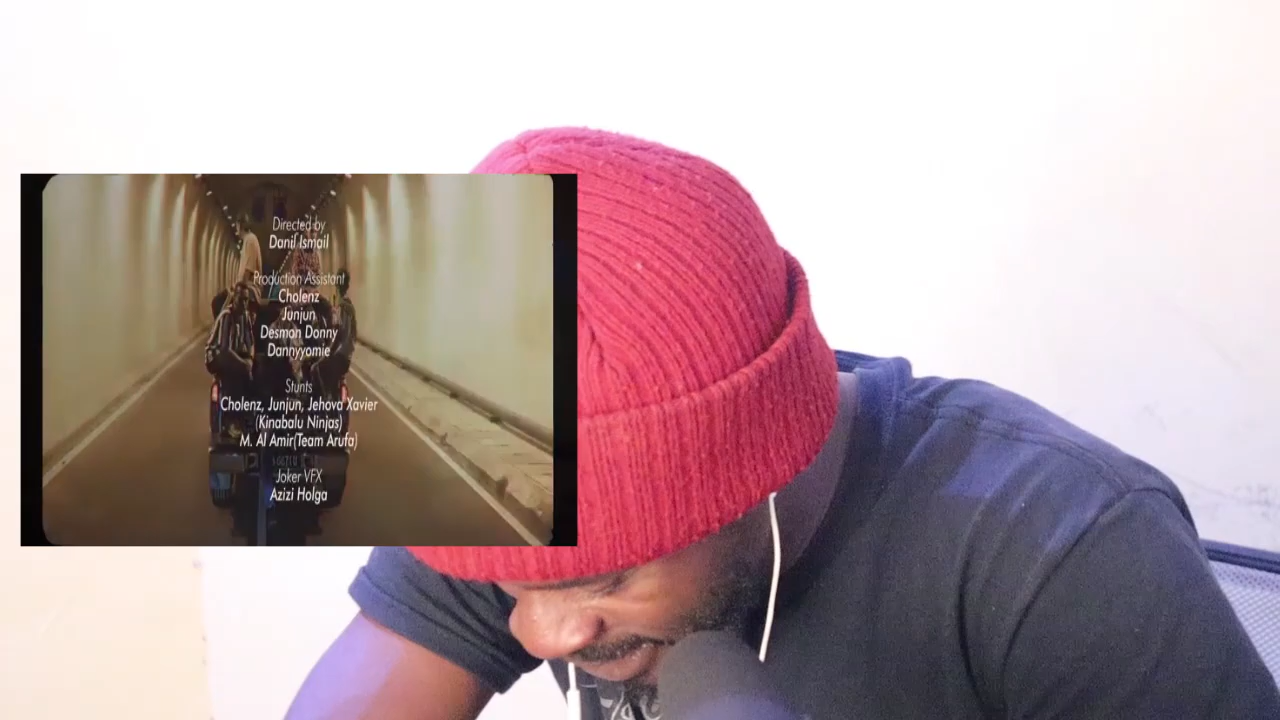 Directed by
Danil Ismail
Production Assistant
Cholenz
Junjun
Desmon Donny
Dannyyomie
Stunts
Cholenz, Junjun, Jehova Xavier
(Kinabalu Ninjas)
M. Al Amir(Team Arufa)
Joker VFX
Azizi Holga